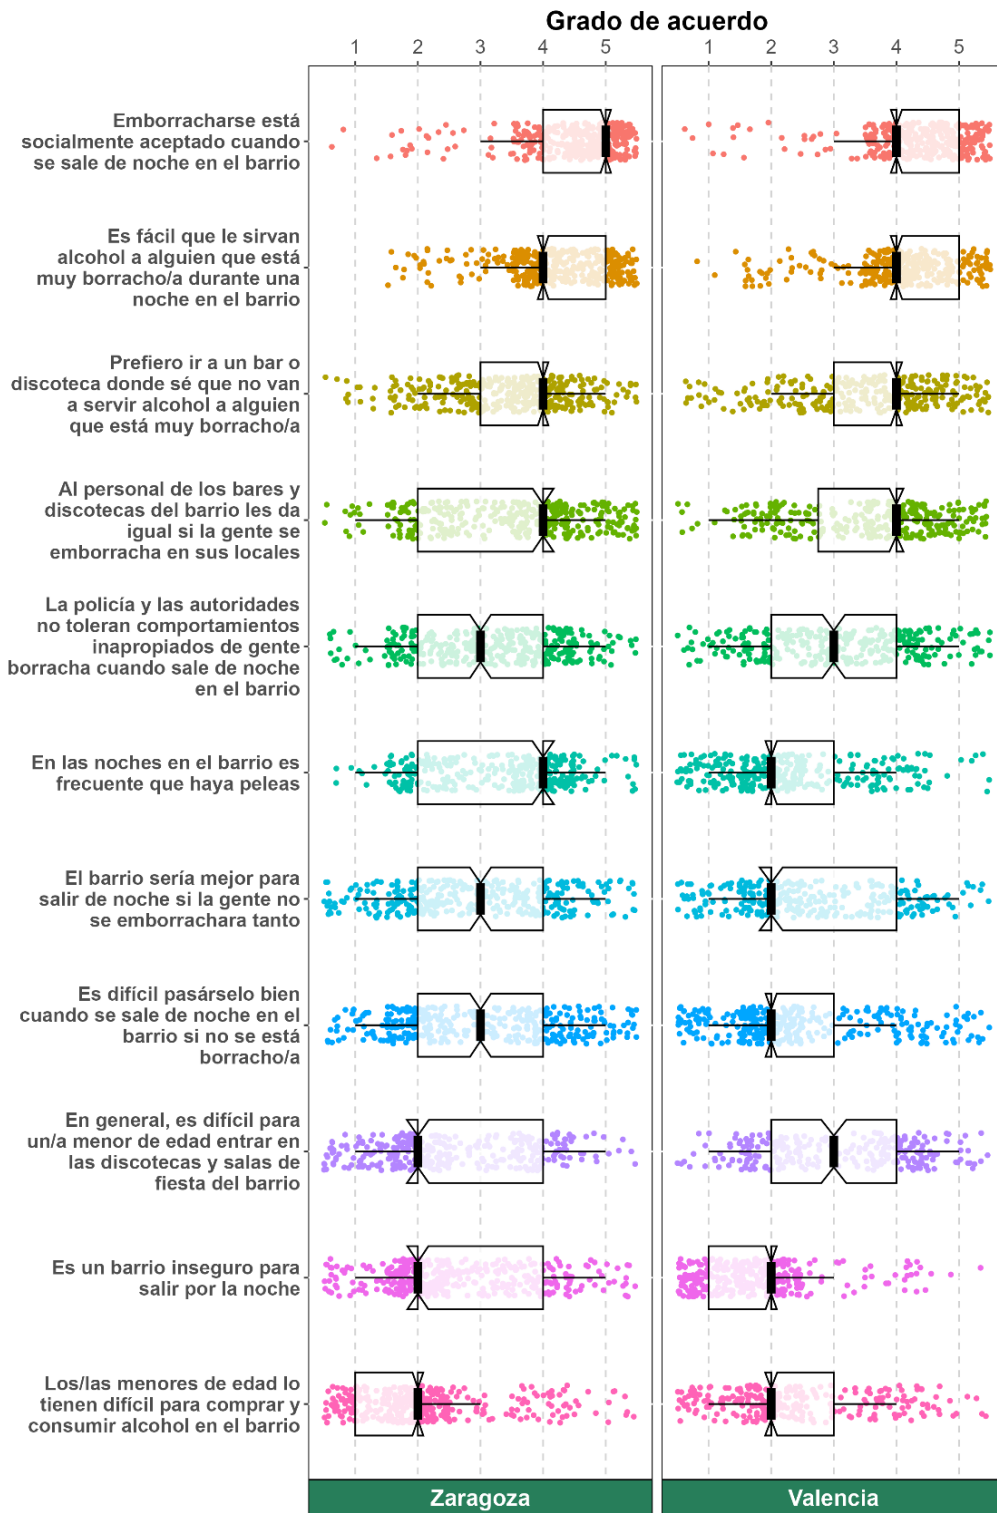 Grado de acuerdo
1 2 3 4 5 1 2 3 4 5
Emborracharse está
socialmente aceptado cuando
se sale de noche en el barrio
Es fácil que le sirvan
alcohol a alguien que está
muy borracho/a durante una
noche en el barrio
Prefiero ir a un bar o
discoteca donde sé que no van
a servir alcohol a alguien
que está muy borracho/a
Al personal de los bares y
discotecas del barrio les da
igual si la gente se
emborracha en sus locales
La policía y las autoridades
no toleran comportamientos
inapropiados de gente
borracha cuando sale de noche
en el barrio
En las noches en el barrio es
frecuente que haya peleas
El barrio sería mejor para
salir de noche si la gente no
se emborrachara tanto
Es difícil pasárselo bien
cuando se sale de noche en el
barrio si no se está
borracho/a
En general, es difícil para
un/a menor de edad entrar en
las discotecas y salas de
fiesta del barrio
Es un barrio inseguro para
salir por la noche
Los/las menores de edad lo
tienen difícil para comprar y
consumir alcohol en el barrio
Zaragoza Valencia